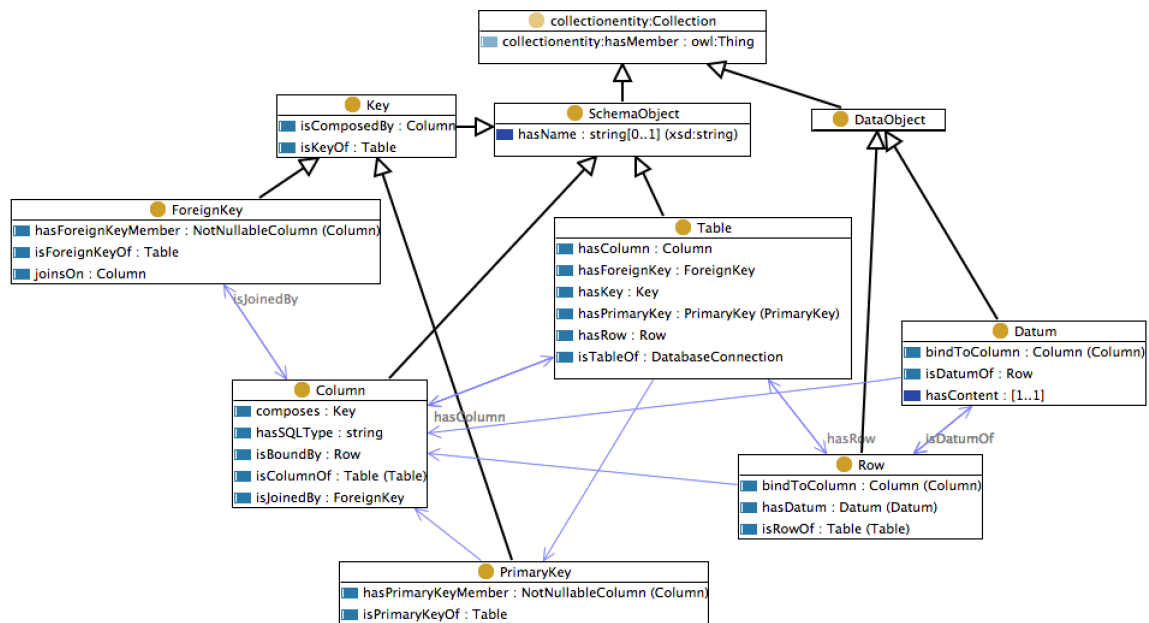 collectionentity:Collection
collectionentity:hasMember : owl:Thing
Key
isComposedBy : Column
isKeyOf : Table
SchemaObject
hasName : string[0..1] (xsd:string)
DataObject
ForeignKey
hasForeignKeyMember : NotNullableColumn (Column)
isForeignKeyOf : Table
joinsOn : Column
isJoinedBy
Table
hasColumn : Column
hasForeignKey : ForeignKey
hasKey : Key
hasPrimaryKey : PrimaryKey (PrimaryKey)
hasRow : Row
isTableOf : DatabaseConnection
Datum
bindToColumn : Column (Column)
isDatumOf : Row
hasContent : [1..1]
Column
composes : Key
hasSQLType : string
isBoundBy : Row
isColumnOf : Table (Table)
isJoinedBy : ForeignKey
hasColumn
hasRow
isDatumOf
Row
bindToColumn : Column (Column)
hasDatum : Datum (Datum)
isRowOf : Table (Table)
PrimaryKey
hasPrimaryKeyMember : NotNullableColumn (Column)
isPrimaryKeyOf : Table